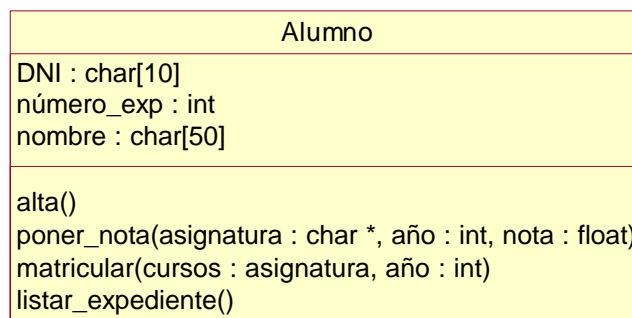 Alumno
DNI : char[10]
número_exp : int
nombre : char[50]
alta()
poner_nota(asignatura : char *, año : int, nota : float)
matricular(cursos : asignatura, año : int)
listar_expediente()